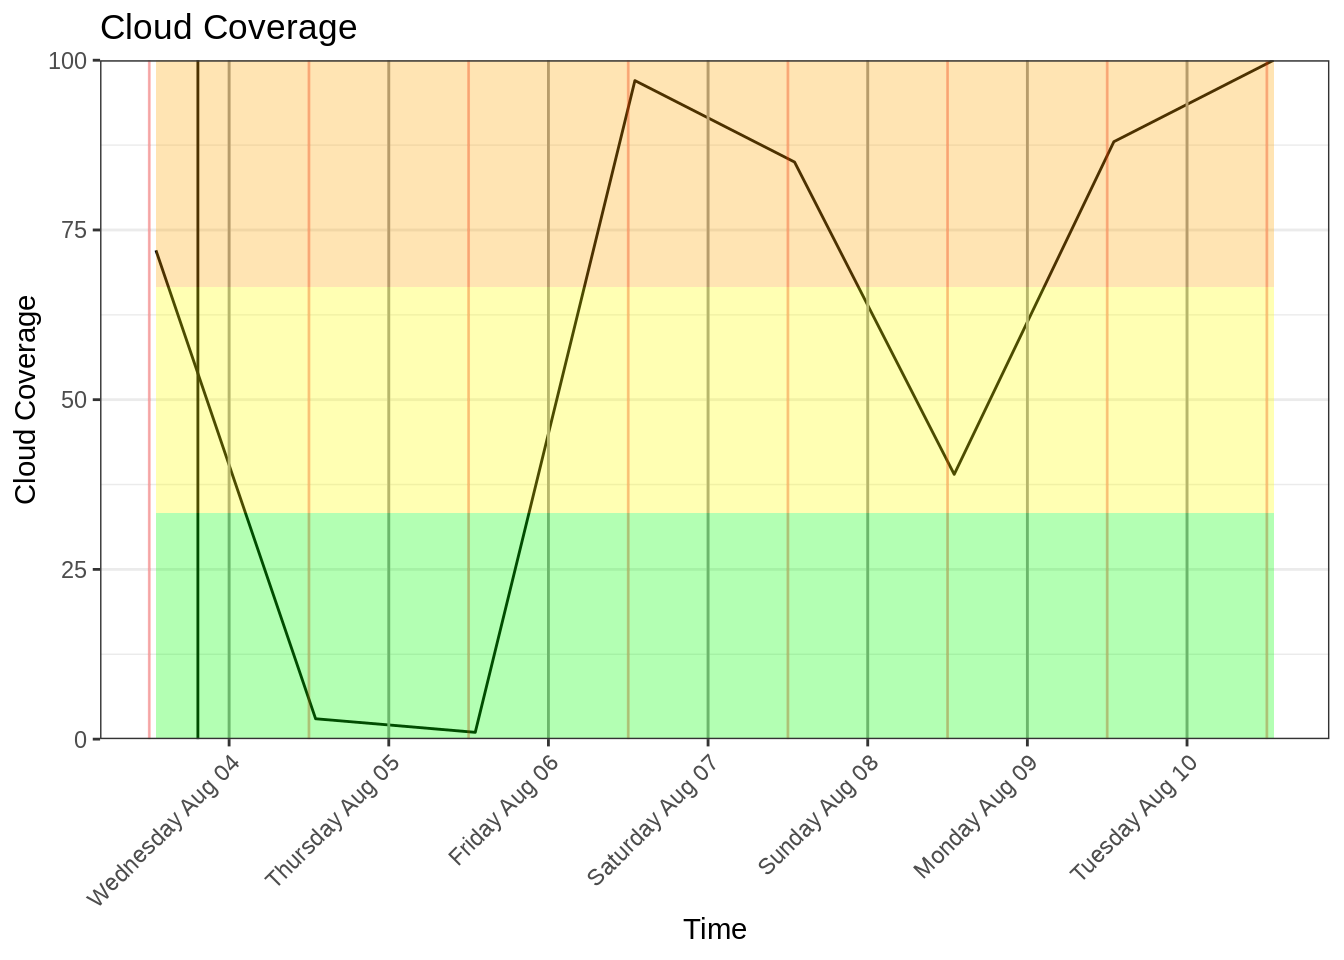 Cloud Coverage
100
75
50
25
0
Cloud Coverage
Wednesday Aug 04
Thursday Aug 05
Friday Aug 06
Saturday Aug 07
Sunday Aug 08
Monday Aug 09
Tuesday Aug 10
Time